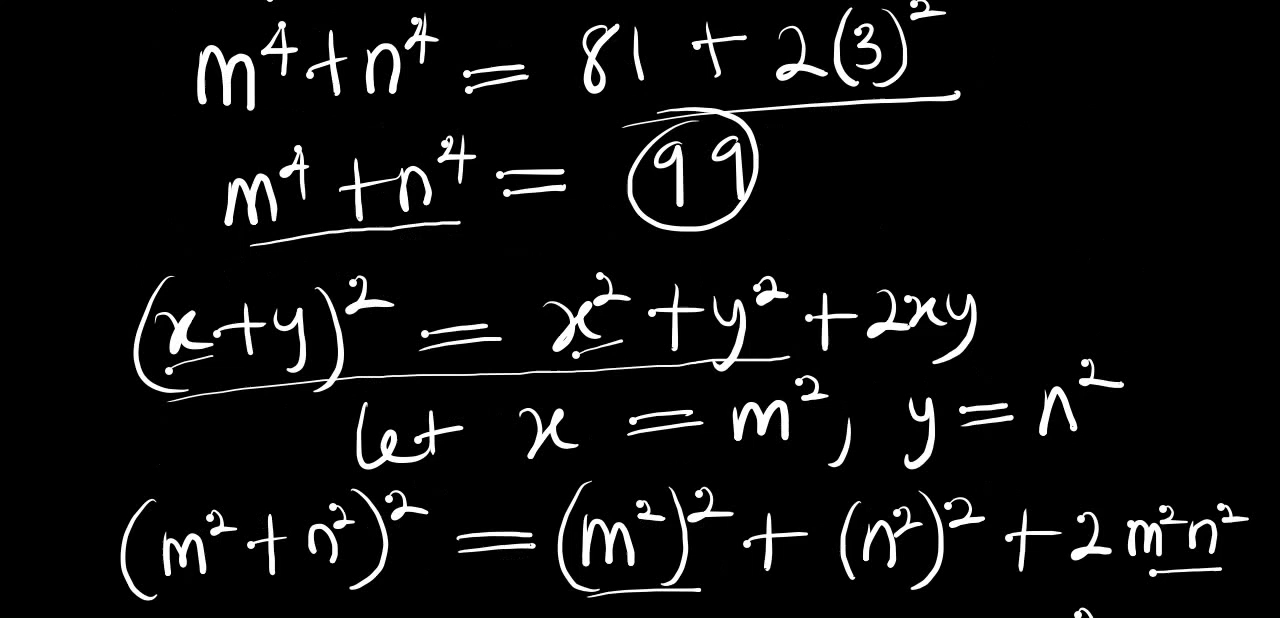 m⁴+n⁴ = 81 + 2(3)²
m⁴+n⁴ = 99
(x+y)² = x²+y²+2xy
let x = m², y = n²
(m²+n²)² = (m²)² + (n²)² + 2m²n²